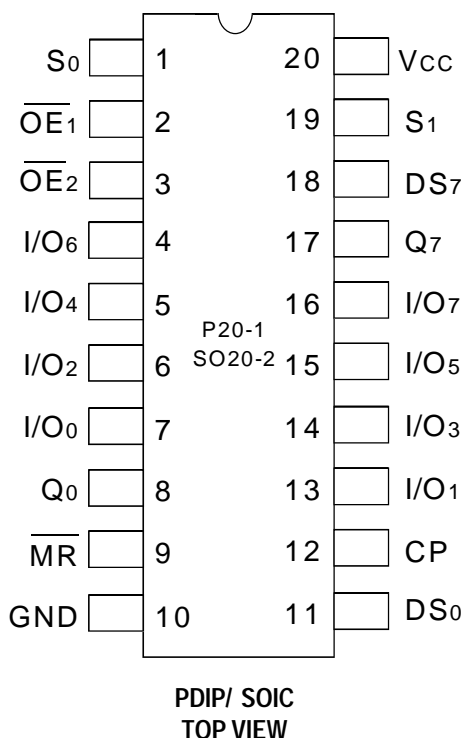 S0 1 20 VCC
OE1 2 19 S1
OE2 3 18 DS7
I/O6 4 17 Q7
I/O4 5 16 I/O7
P20-1
I/O2 6 SO20-2 15 I/O5
I/O0 7 14 I/O3
Q0 8 13 I/O1
MR 9 12 CP
GND 10 11 DS0
PDIP/ SOIC
TOP VIEW